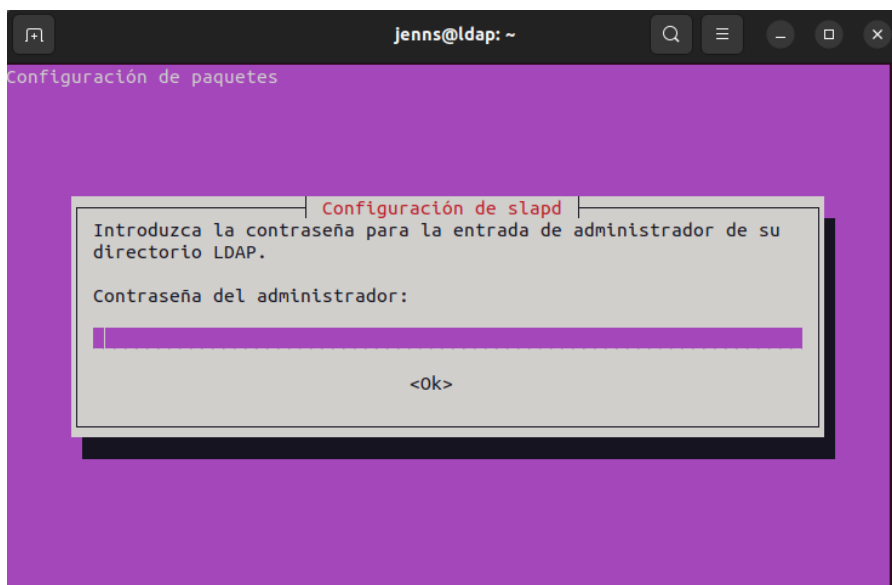 jenns@ldap: ~
Configuración de paquetes
Configuración de slapd
Introduzca la contraseña para la entrada de administrador de su
directorio LDAP.
Contraseña del administrador:
<Ok>